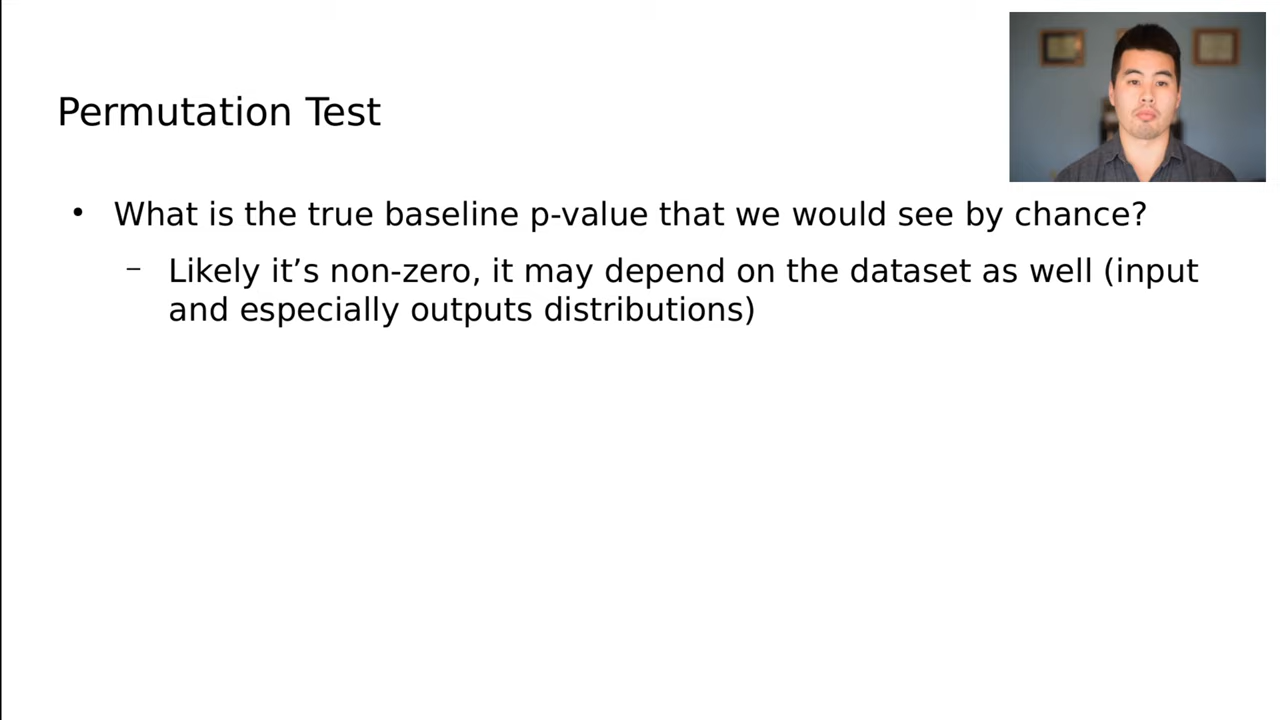 Permutation Test
• What is the true baseline p-value that we would see by chance?
– Likely it’s non-zero, it may depend on the dataset as well (input
and especially outputs distributions)